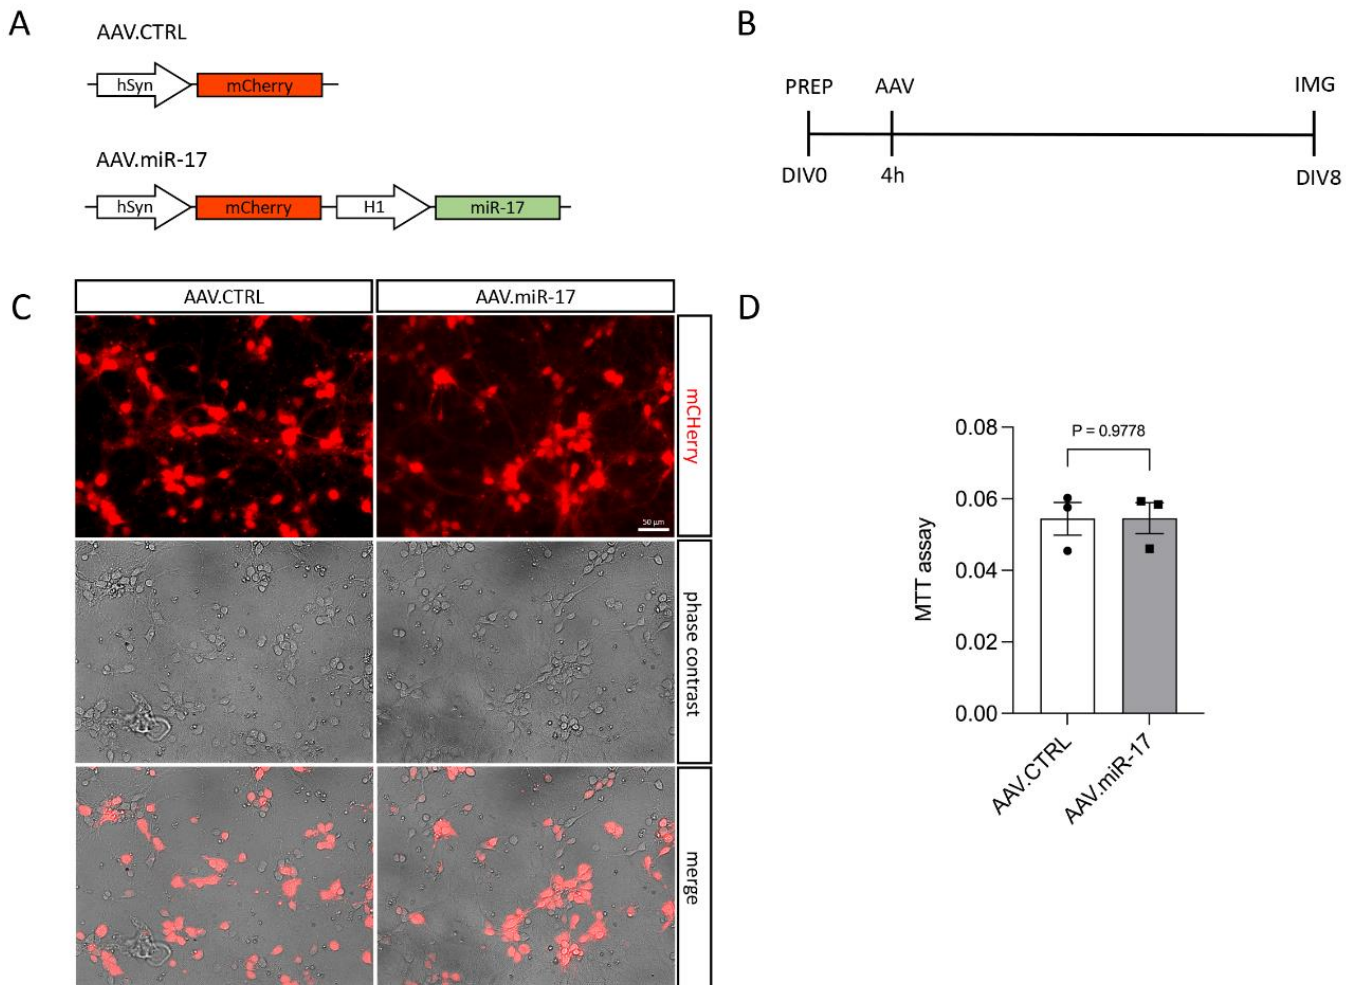 A
AAV.CTRL
hSyn mCherry
AAV.miR-17
hSyn mCherry H1 miR-17
B
PREP AAV IMG
DIV0 4h DIV8
C
AAV.CTRL AAV.miR-17
mCHerry
50 µm
phase contrast
merge
D
P = 0.9778
0.08
0.06
0.04
0.02
0.00
MTT assay
AAV.CTRL
AAV.miR-17